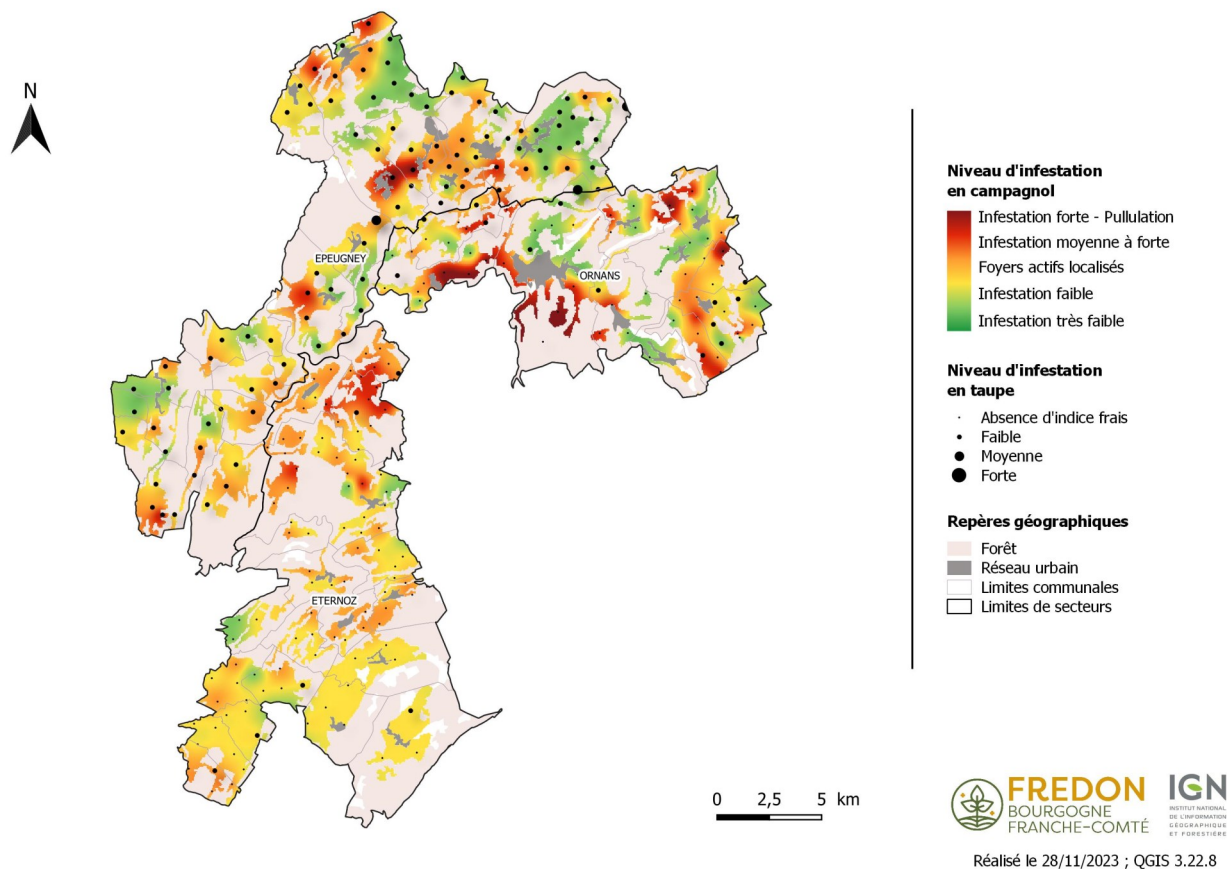 N
EPEUGNEY
ORNANS
ETERNOZ
Niveau d'infestation
en campagnol
Infestation forte - Pullulation
Infestation moyenne à forte
Foyers actifs localisés
Infestation faible
Infestation très faible
Niveau d'infestation
en taupe
Absence d'indice frais
Faible
Moyenne
Forte
Repères géographiques
Forêt
Réseau urbain
Limites communales
Limites de secteurs
0 2,5 5 km
FREDON
BOURGOGNE
FRANCHE-COMTÉ
IGN
INSTITUT NATIONAL
DE L'INFORMATION
GÉOGRAPHIQUE
ET FORESTIÈRE
Réalisé le 28/11/2023 ; QGIS 3.22.8